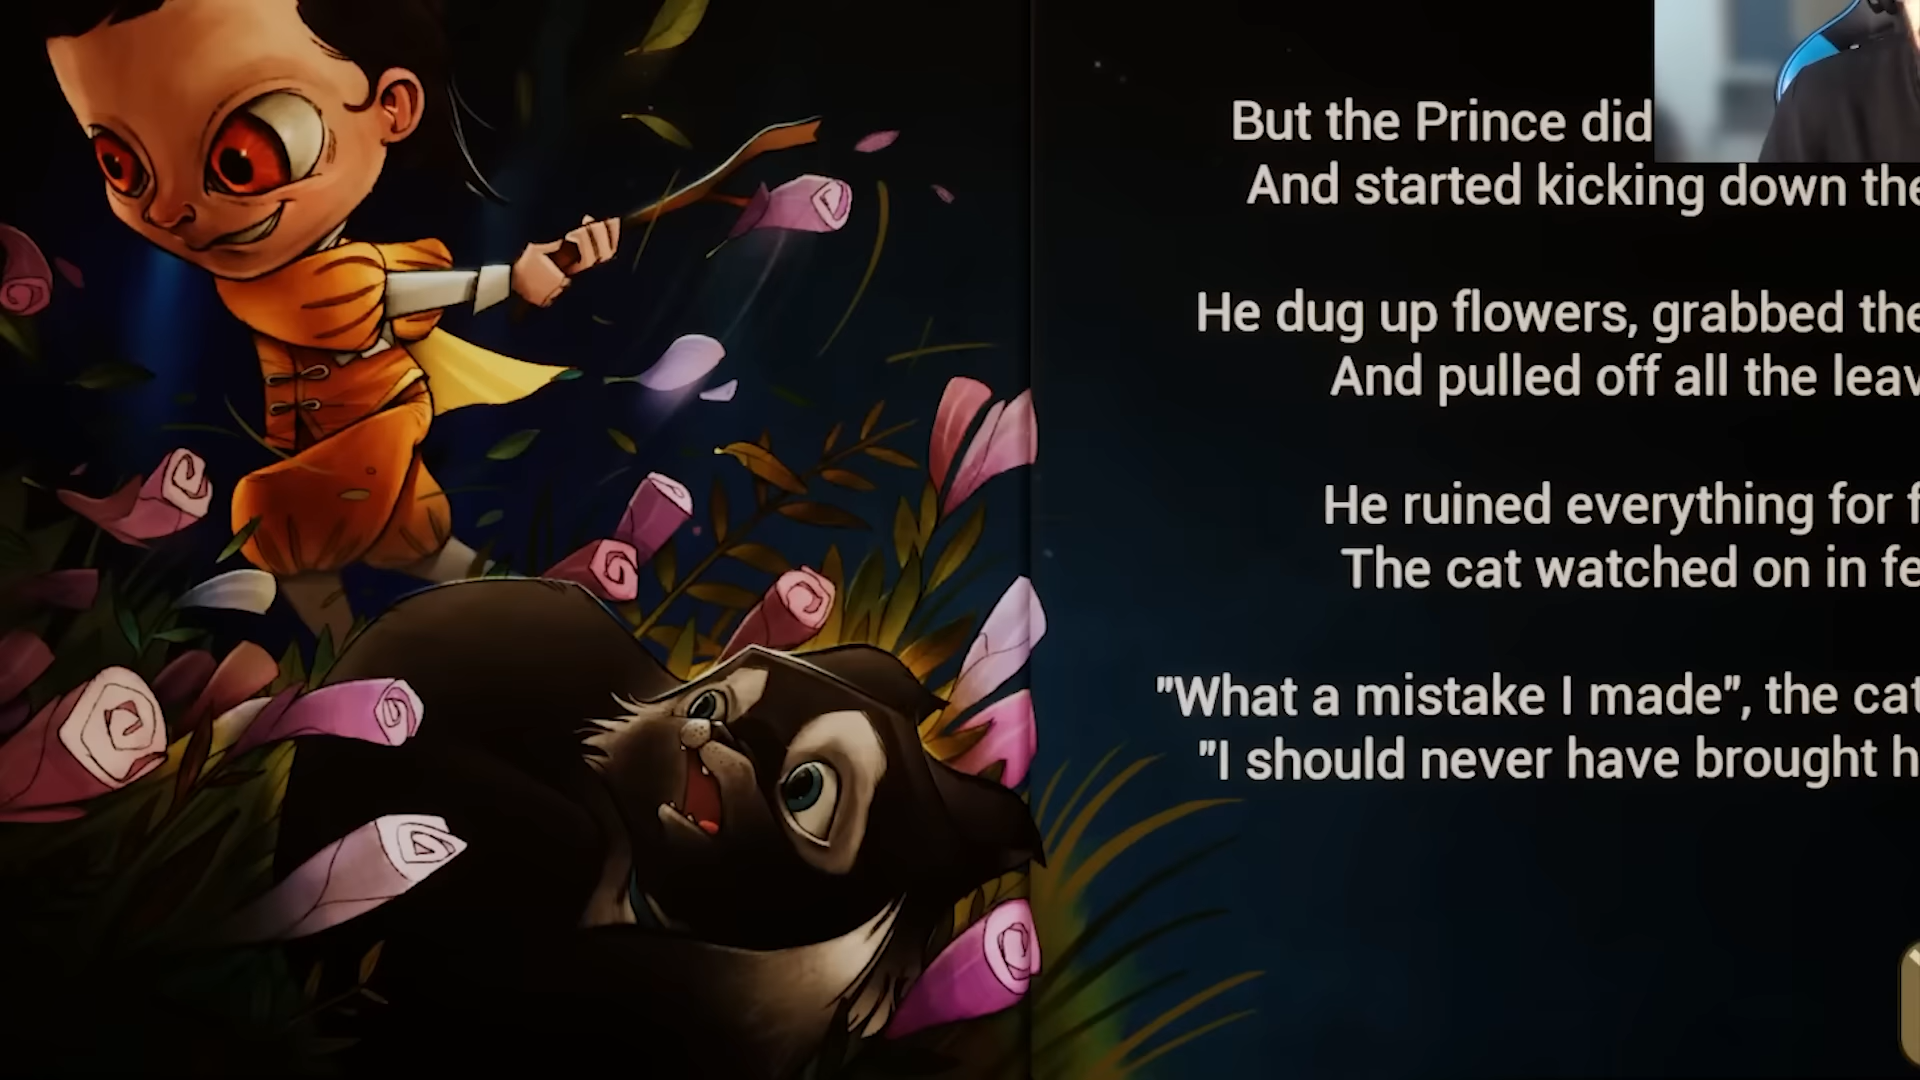 But the Prince did
And started kicking down the
He dug up flowers, grabbed the
And pulled off all the
He ruined everything for
The cat watched on in
"What a mistake I made", the cat
"I should never have brought